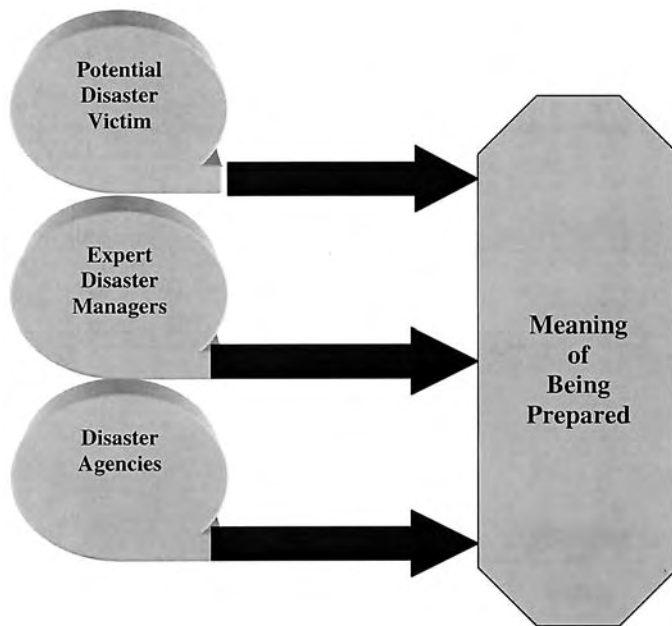 Potential
Disaster
Victim
Expert
Disaster
Managers
Disaster
Agencies
Meaning
of
Being
Prepared